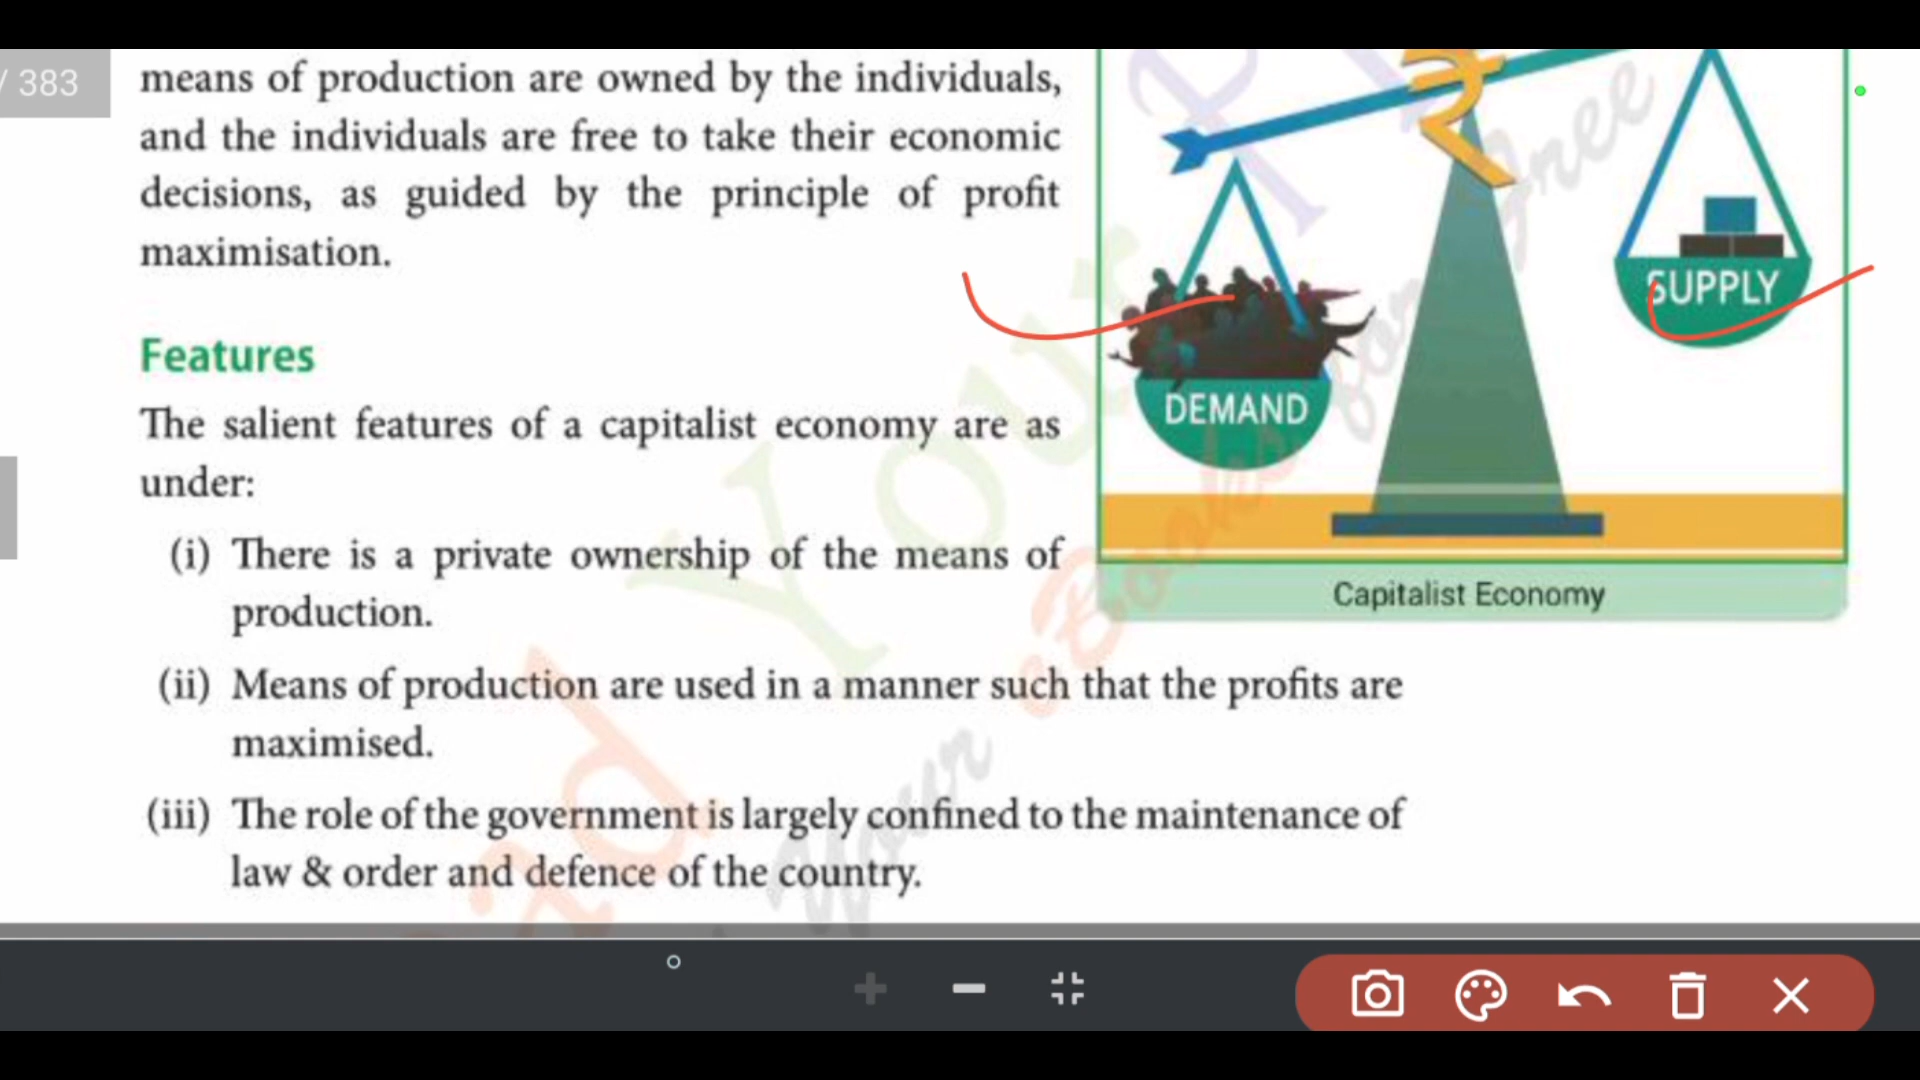 / 383
means of production are owned by the individuals,
and the individuals are free to take their economic
decisions, as guided by the principle of profit
maximisation.
Features
The salient features of a capitalist economy are as
under:
(i) There is a private ownership of the means of
production.
(ii) Means of production are used in a manner such that the profits are
maximised.
(iii) The role of the government is largely confined to the maintenance of
law & order and defence of the country.
₹
SUPPLY
DEMAND
Capitalist Economy